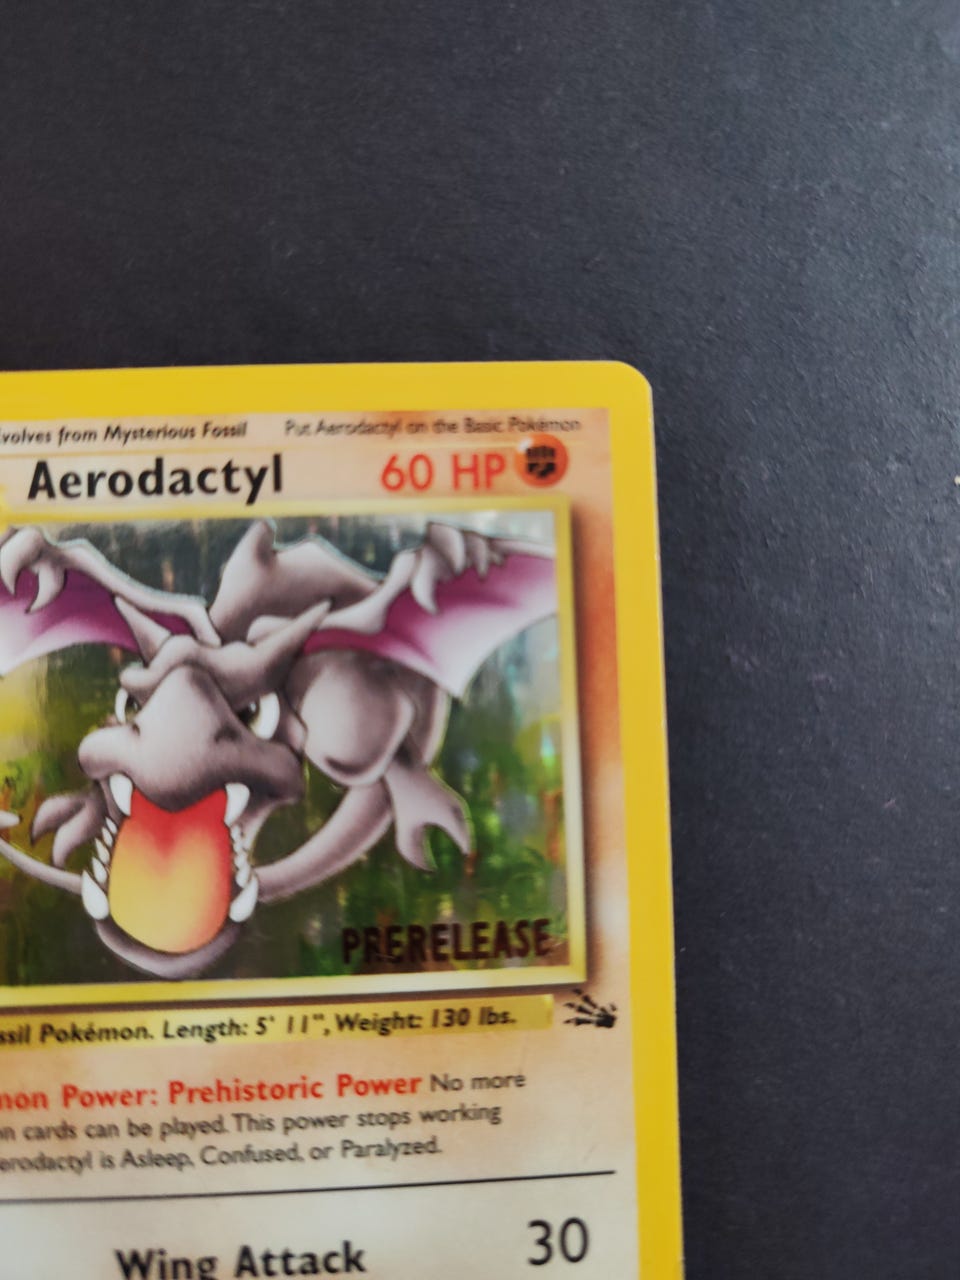 volves from Mysterious Fossil Put Aerodactyl on the Basic Pokémon
Aerodactyl 60 HP
PRERELEASE
ssil Pokémon. Length: 5' 11", Weight: 130 lbs.
mon Power: Prehistoric Power No more
on cards can be played. This power stops working
erodactyl is Asleep, Confused, or Paralyzed.
Wing Attack 30